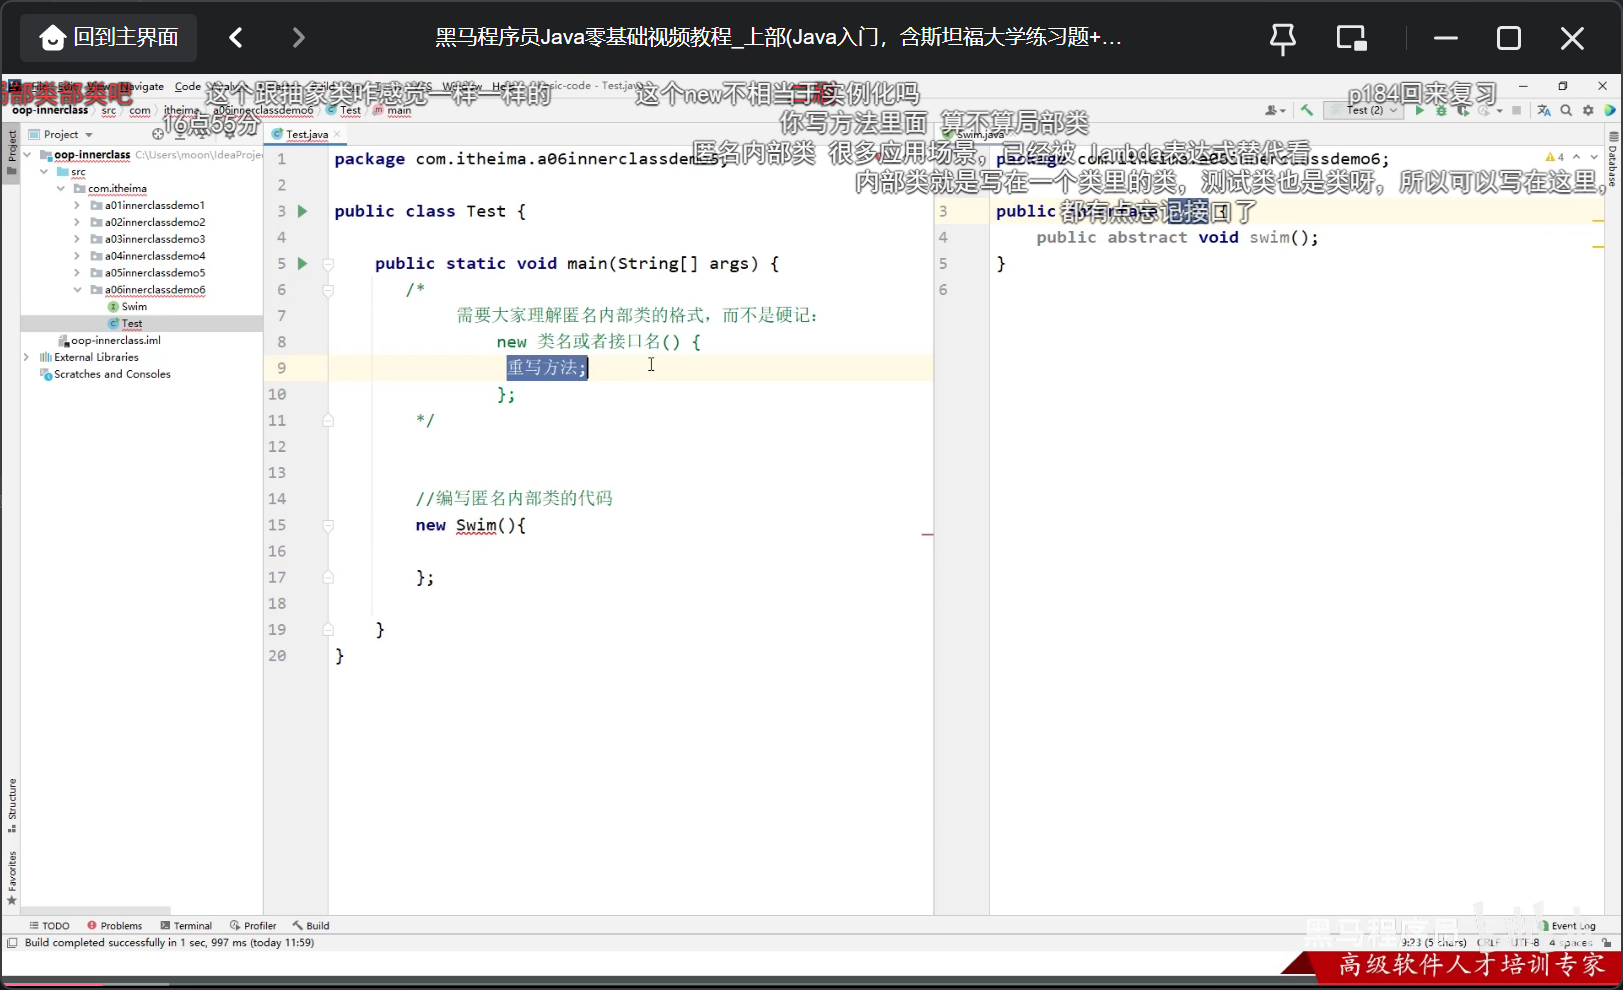 回到主界面
黑马程序员Java零基础视频教程_上部(Java入门，含斯坦福大学练习题+...
Navigate Code
部类部类吧
这个跟抽象类咋感觉一样一样的
这个new不相当于实例化吗
p184回来复习
oop-innerclass src com itheima a06innerclassdemo6 Test main
16点55分
你写方法里面 算不算局部类
Test (2)
Project
Test.java
Swim.java
匿名内部类 很多应用场景，已经被 lambda表达式替代看
内部类就是写在一个类里的类，测试类也是类呀，所以可以写在这里，
都有点忘记接口了
Project
Database
Structure
Favorites
oop-innerclass C:\Users\moon\IdeaProje
src
com.itheima
a01innerclassdemo1
a02innerclassdemo2
a03innerclassdemo3
a04innerclassdemo4
a05innerclassdemo5
a06innerclassdemo6
Swim
Test
oop-innerclass.iml
External Libraries
Scratches and Consoles
1 package com.itheima.a06innerclassdemo6;
2
3 public class Test {
4
5 public static void main(String[] args) {
6 /*
7 需要大家理解匿名内部类的格式，而不是硬记：
8 new 类名或者接口名() {
9 重写方法;
10 };
11 */
12
13
14 //编写匿名内部类的代码
15 new Swim(){
16
17 };
18
19 }
20 }
4
3 public {
4 public abstract void swim();
5 }
6
TODO Problems Terminal Profiler Build
Event Log
Build completed successfully in 1 sec, 997 ms (today 11:59)
9:23 (5 chars) CRLF UTF-8 4 spaces
黑马程序员
高级软件人才培训专家